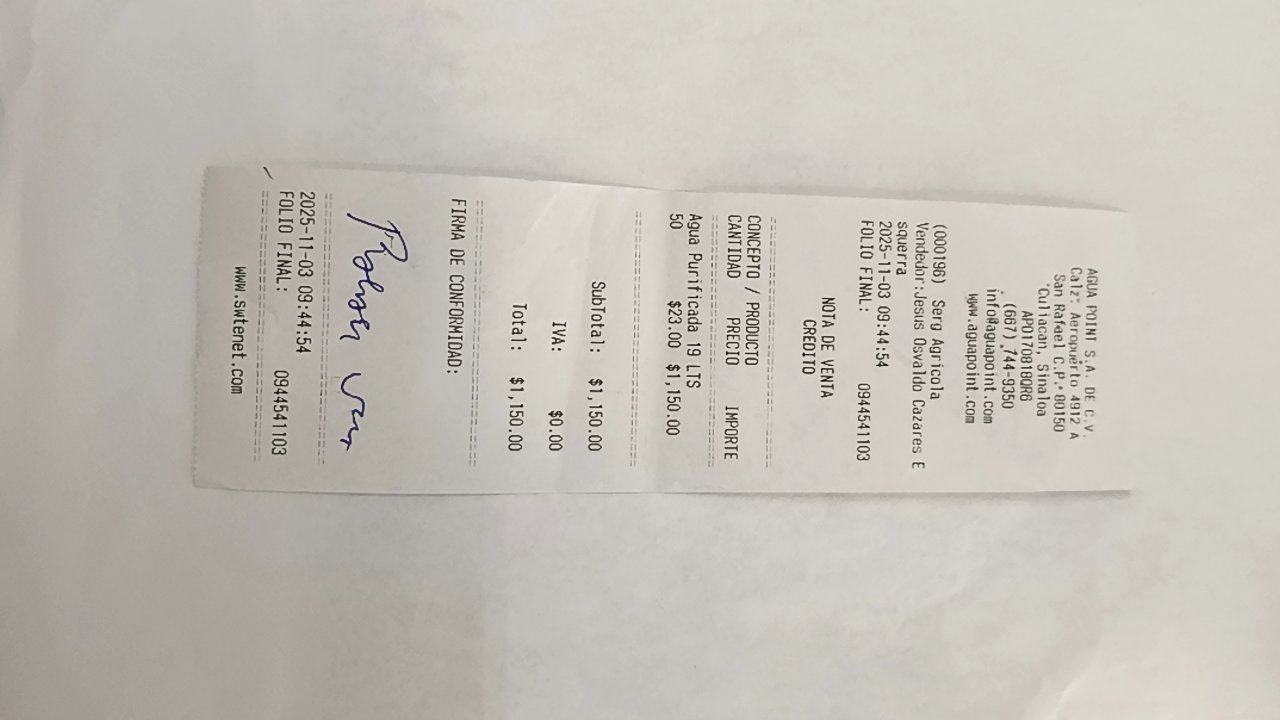 AGUA POINT S.A. DE C.V.
Calz. Aeropuerto 4912 A
San Rafael C.P. 80150
Culiacan, Sinaloa
APO170818QR6
(667) 744-9350
info@aguapoint.com
www.aguapoint.com
(000196) Serg Agricola
Vendedor:Jesus Osvaldo Cazares E
squerra
2025-11-03 09:44:54
FOLIO FINAL: 0944541103
NOTA DE VENTA
CREDITO
CONCEPTO / PRODUCTO
CANTIDAD PRECIO IMPORTE
Agua Purificada 19 LTS
50 $23.00 $1,150.00
SubTotal: $1,150.00
IVA: $0.00
Total: $1,150.00
FIRMA DE CONFORMIDAD:
2025-11-03 09:44:54
FOLIO FINAL: 0944541103
www.swtenet.com